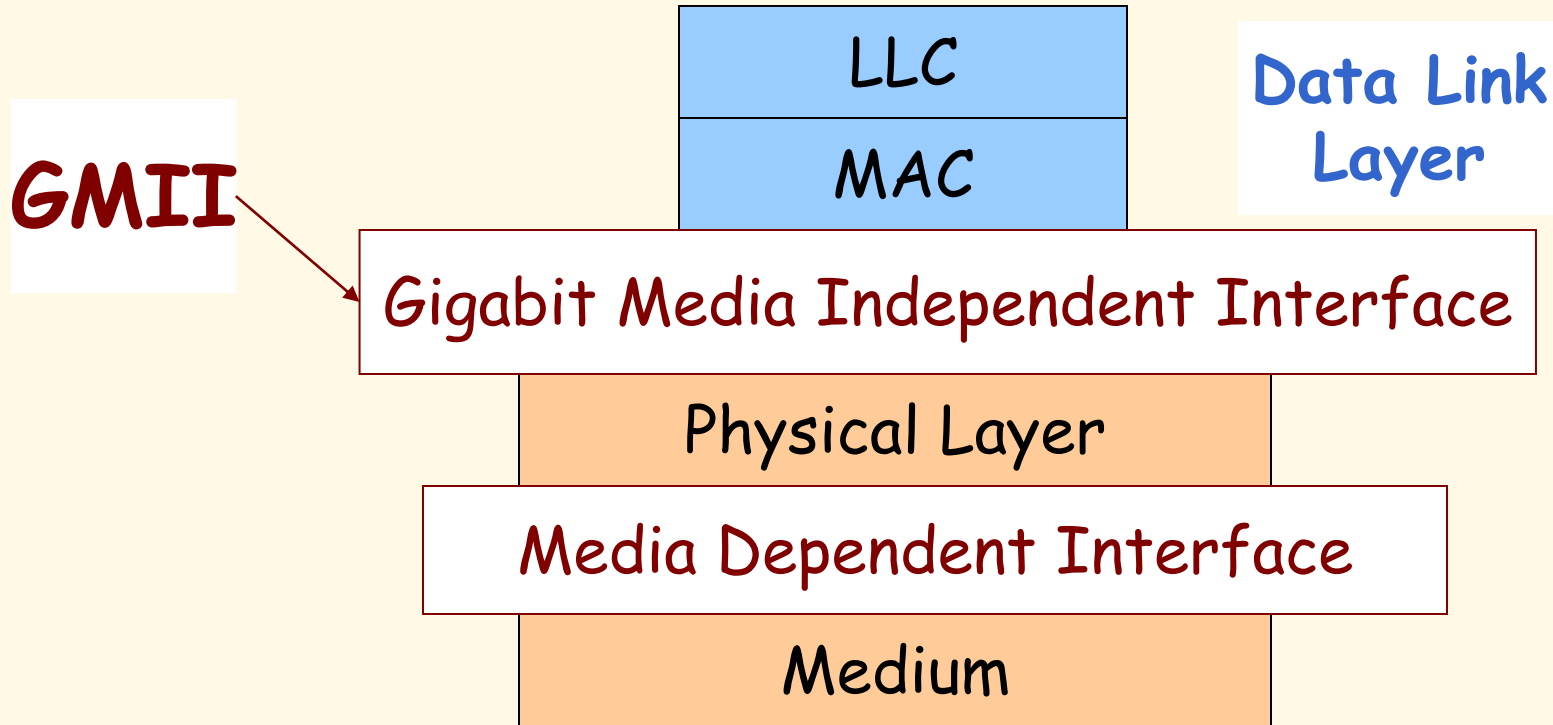 LLC
Data Link
Layer
MAC
GMII
Gigabit Media Independent Interface
Physical Layer
Media Dependent Interface
Medium